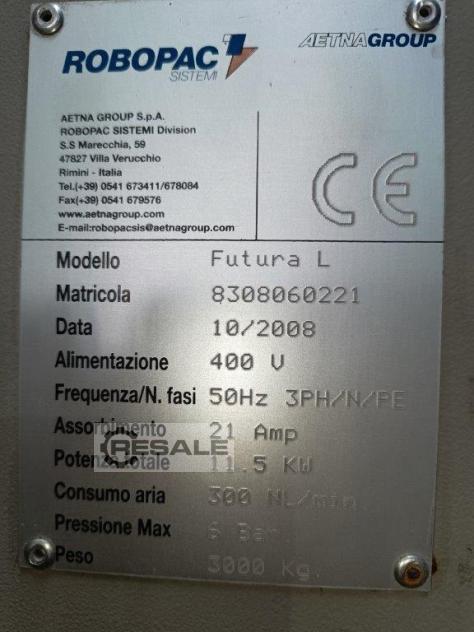 ROBOPAC
SISTEMI
AETNAGROUP
AETNA GROUP S.p.A.
ROBOPAC SISTEMI Division
S.S Marecchia, 59
47827 Villa Verucchio
Rimini - Italia
Tel.(+39) 0541 673411/678084
Fax(+39) 0541 679576
www.aetnagroup.com
E-mail:robopacsis@aetnagroup.com
CE
Modello Futura L
Matricola 8308060221
Data 10/2008
Alimentazione 400 V
Frequenza/N. fasi 50Hz 3PH/N/PE
Assorbimento 21 Amp
RESALE
Potenza totale 11.5 KW
Consumo aria 300 NL/min.
Pressione Max 6 Bar.
Peso 3000 Kg.